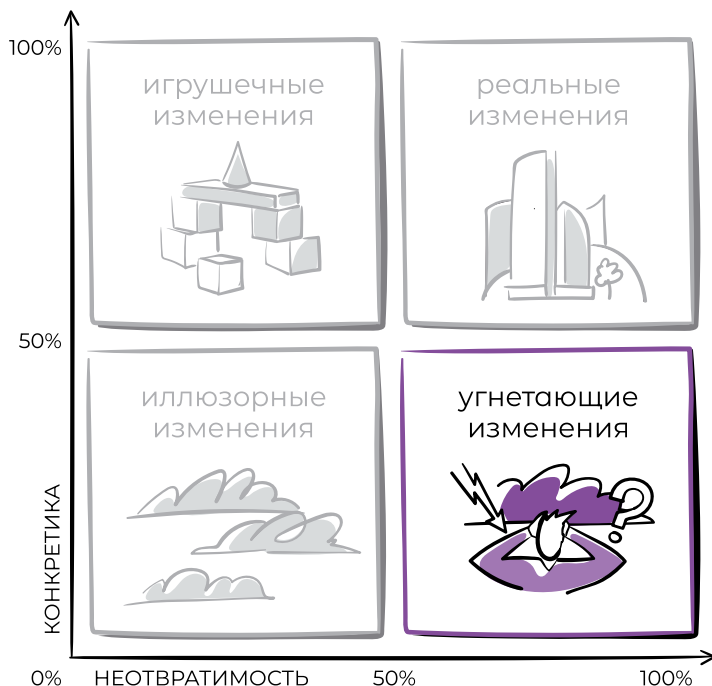 100%
игрушечные
изменения
реальные
изменения
50%
иллюзорные
изменения
угнетающие
изменения
КОНКРЕТИКА
0%
НЕОТВРАТИМОСТЬ
50%
100%